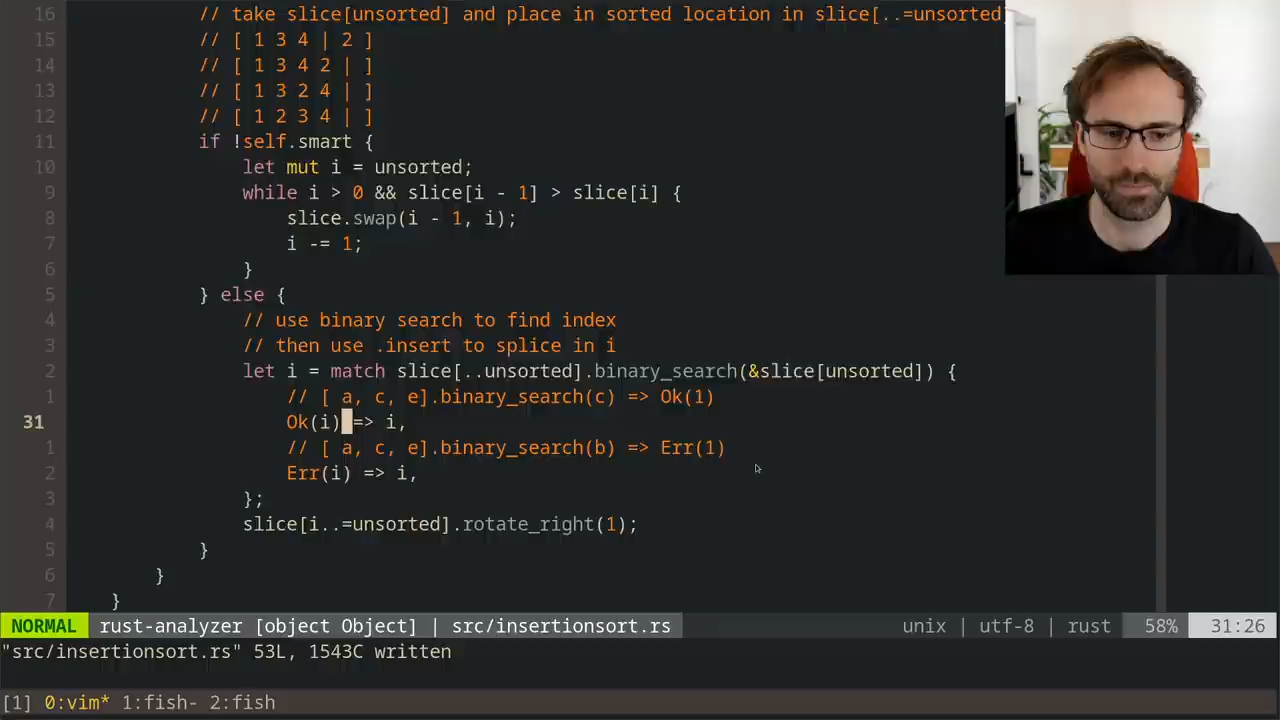 16 // take slice[unsorted] and place in sorted location in slice[..=unsorted
15 // [ 1 3 4 | 2 ]
14 // [ 1 3 4 2 | ]
13 // [ 1 3 2 4 | ]
12 // [ 1 2 3 4 | ]
11 if !self.smart {
10 let mut i = unsorted;
9 while i > 0 && slice[i - 1] > slice[i] {
8 slice.swap(i - 1, i);
7 i -= 1;
6 }
5 } else {
4 // use binary search to find index
3 // then use .insert to splice in i
2 let i = match slice[..unsorted].binary_search(&slice[unsorted]) {
1 // [ a, c, e].binary_search(c) => Ok(1)
31 Ok(i) => i,
1 // [ a, c, e].binary_search(b) => Err(1)
2 Err(i) => i,
3 };
4 slice[i..=unsorted].rotate_right(1);
5 }
6 }
7 }
NORMAL rust-analyzer [object Object] | src/insertionsort.rs unix | utf-8 | rust 58% 31:26
"src/insertionsort.rs" 53L, 1543C written
[1] 0:vim* 1:fish- 2:fish